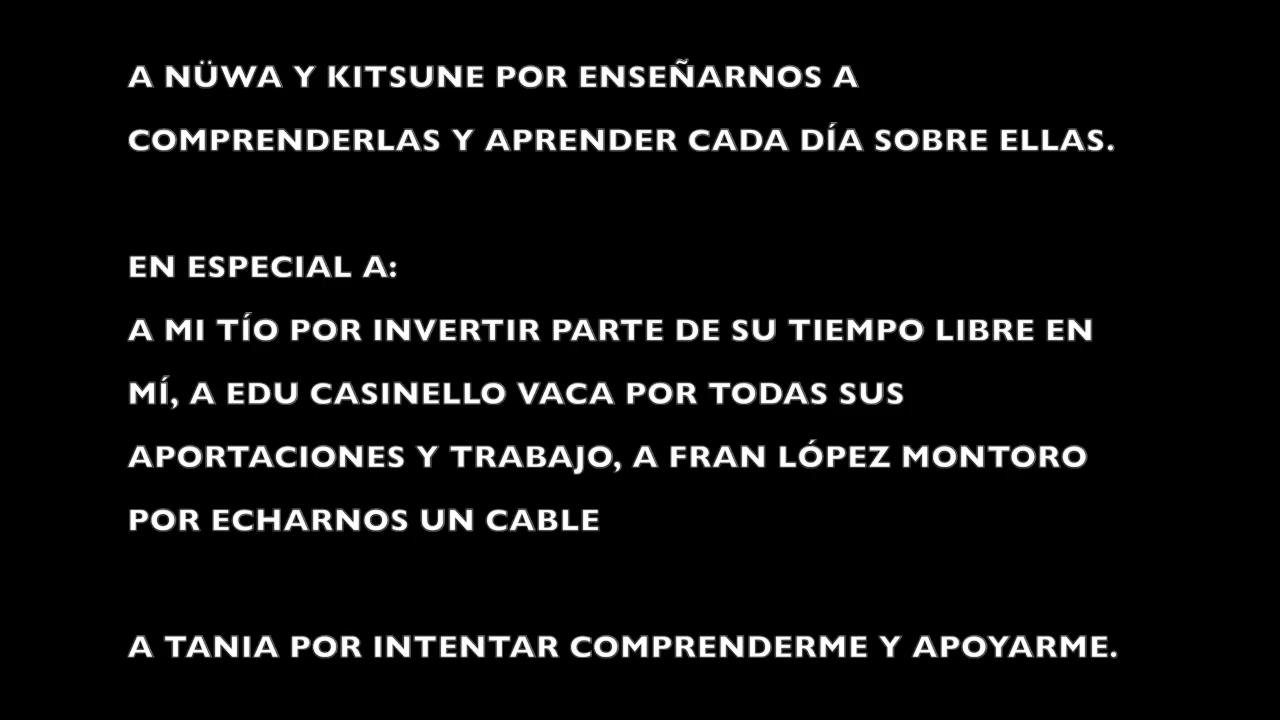 A NÜWA Y KITSUNE POR ENSEÑARNOS A
COMPRENDERLAS Y APRENDER CADA DÍA SOBRE ELLAS.
EN ESPECIAL A:
A MI TÍO POR INVERTIR PARTE DE SU TIEMPO LIBRE EN
MÍ, A EDU CASINELLO VACA POR TODAS SUS
APORTACIONES Y TRABAJO, A FRAN LÓPEZ MONTORO
POR ECHARNOS UN CABLE
A TANIA POR INTENTAR COMPRENDERME Y APOYARME.